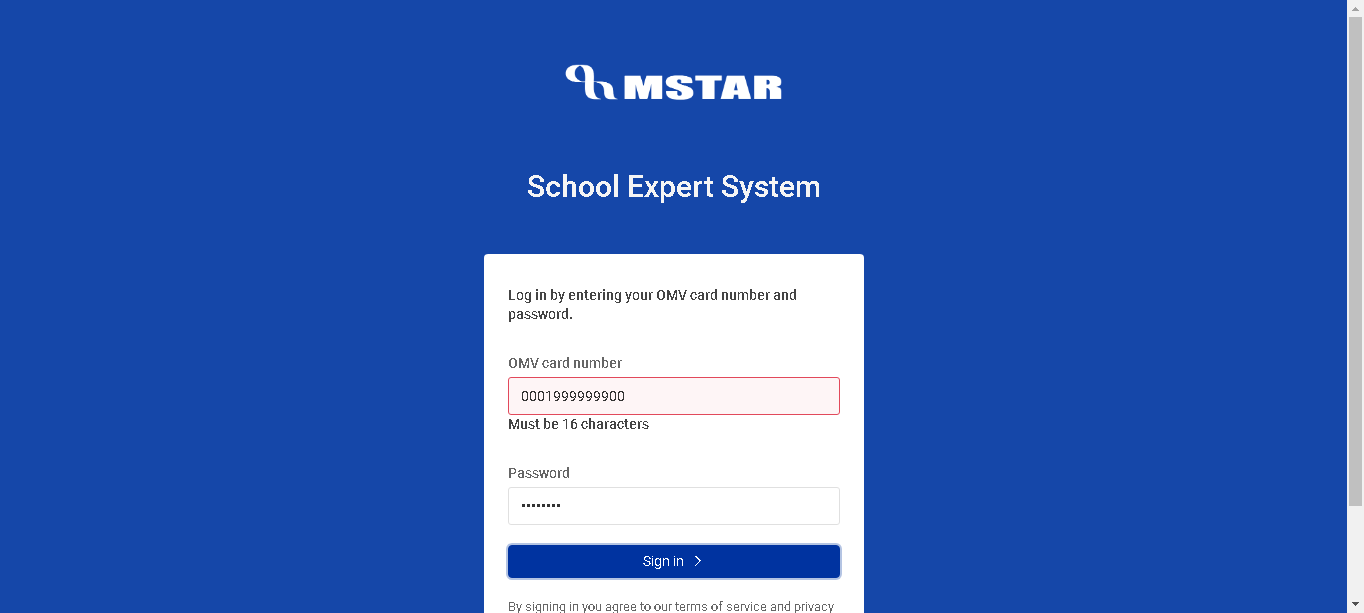 MSTAR
School Expert System
Log in by entering your OMV card number and
password.
OMV card number
0001999999900
Must be 16 characters
Password
••••••••
Sign in
By signing in you agree to our terms of service and privacy